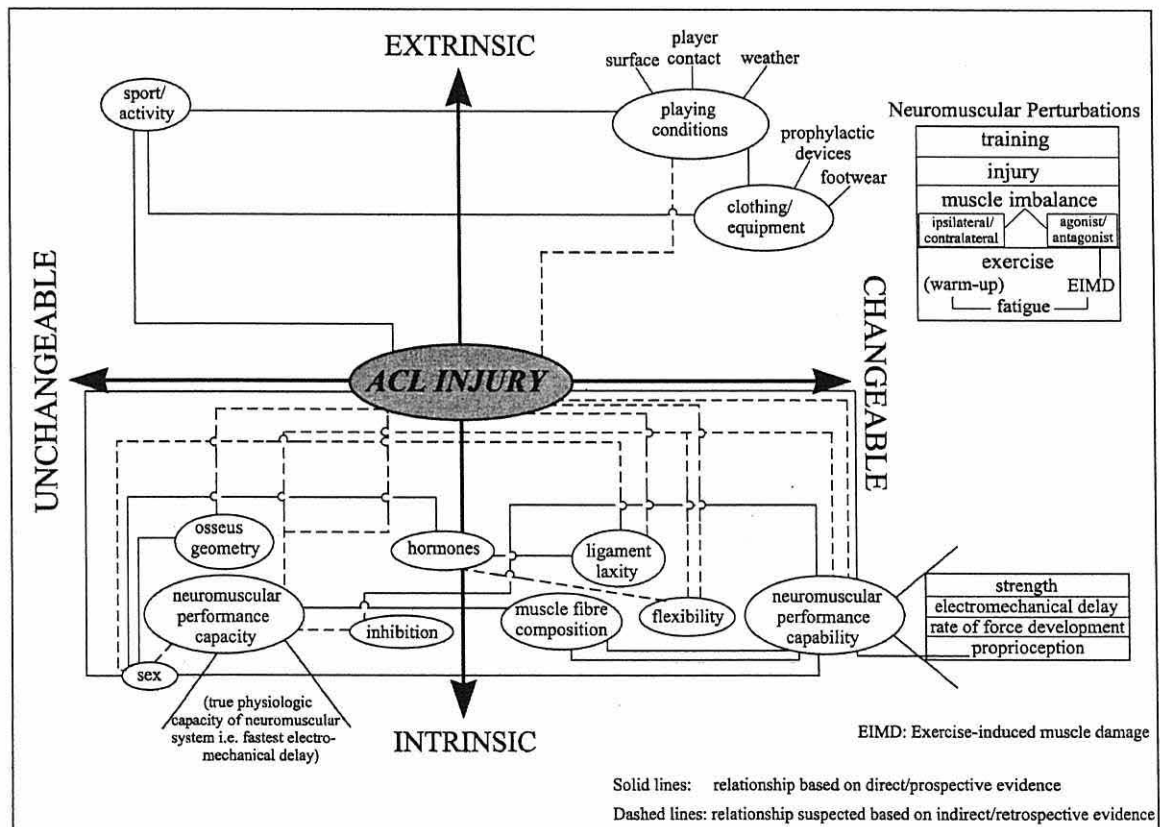 EXTRINSIC
player
contact
surface
weather
sport/
activity
playing
conditions
prophylactic
devices
footwear
clothing/
equipment
Neuromuscular Perturbations
training
injury
muscle imbalance
ipsilateral/
contralateral
agonist/
antagonist
exercise
(warm-up)
EIMD
fatigue
UNCHANGEABLE
CHANGEABLE
ACL INJURY
osseus
geometry
hormones
ligament
laxity
neuromuscular
performance
capacity
inhibition
muscle fibre
composition
flexibility
neuromuscular
performance
capability
strength
electromechanical delay
rate of force development
proprioception
sex
(true physiologic
capacity of neuromuscular
system i.e. fastest electro-
mechanical delay)
INTRINSIC
EIMD: Exercise-induced muscle damage
Solid lines: relationship based on direct/prospective evidence
Dashed lines: relationship suspected based on indirect/retrospective evidence